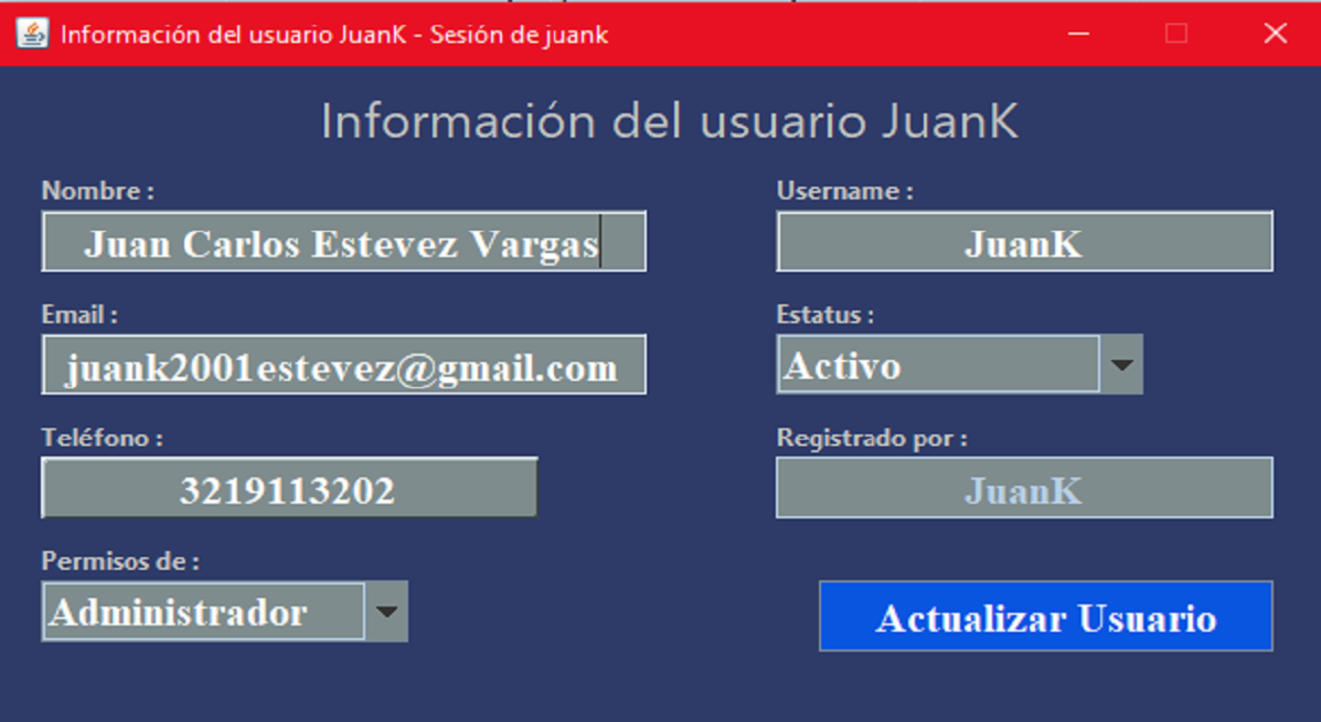 Información del usuario JuanK - Sesión de juank
Información del usuario JuanK
Nombre :
Username :
Juan Carlos Estevez Vargas
JuanK
Email :
Estatus :
juank2001estevez@gmail.com
Activo
Teléfono :
Registrado por :
3219113202
JuanK
Permisos de :
Administrador
Actualizar Usuario